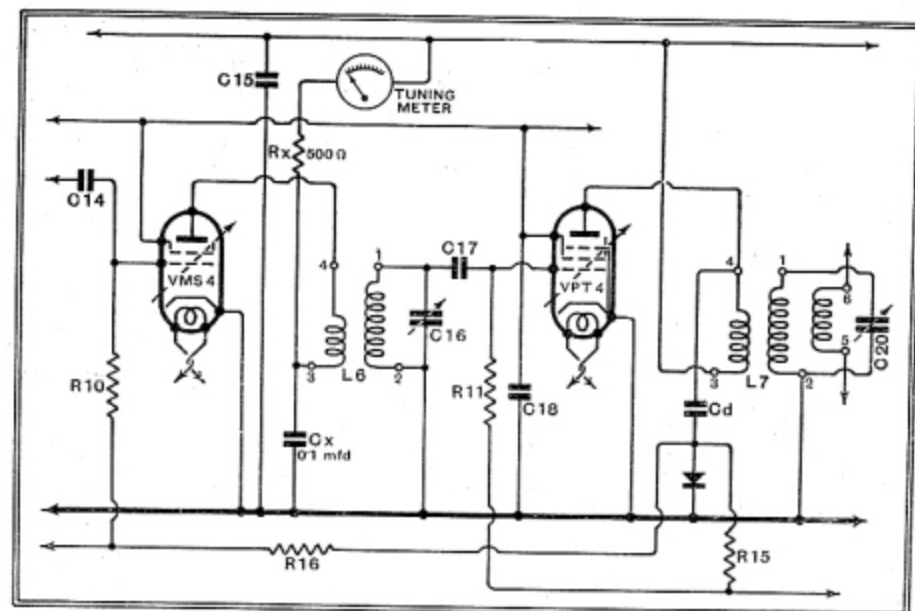 C15
TUNING
METER
Rx 500 Ω
C14
VMS 4
4
1
C17
VPT 4
4
1
6
C16
5
C20
R10
3
L6
2
R11
C18
3
L7
2
Cd
Cx
0·1 mfd
R16
R15